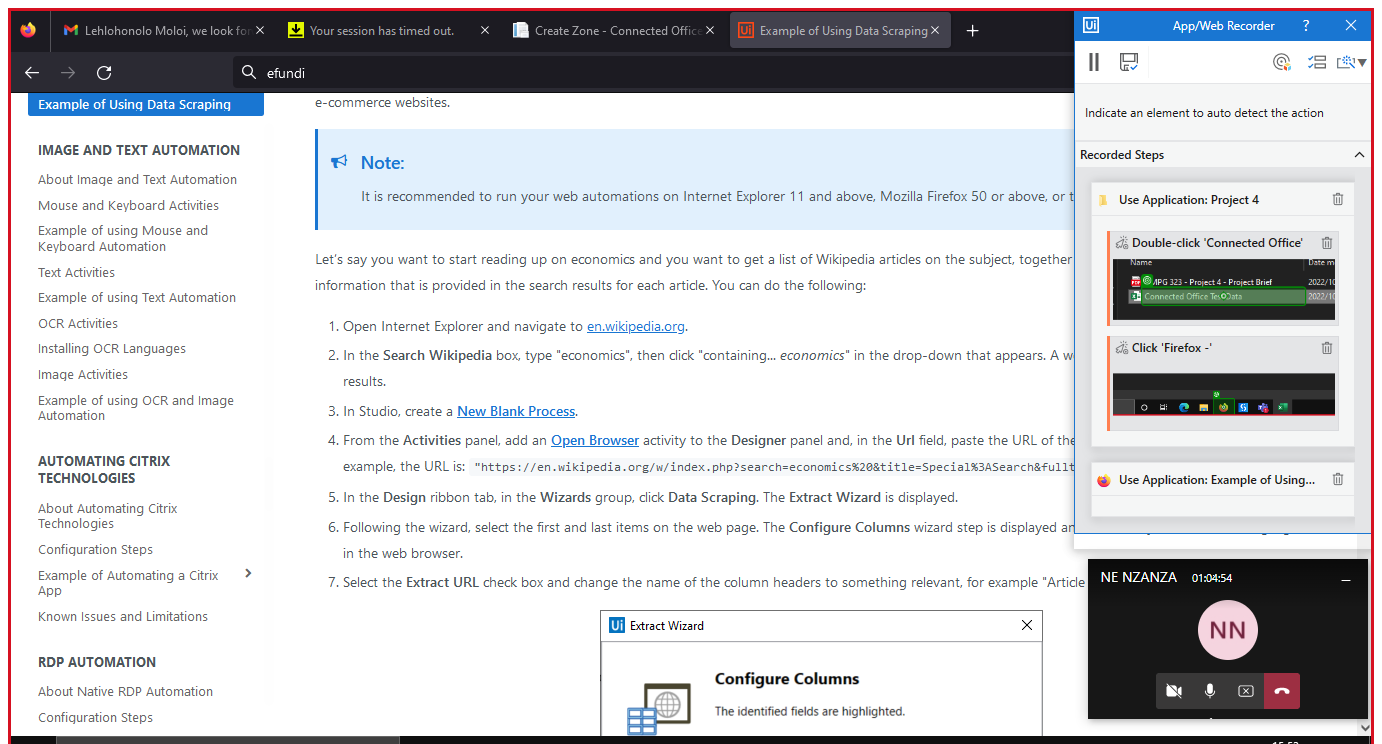 Lehlohonolo Moloi, we look for
Your session has timed out.
Create Zone - Connected Office
Ui Example of Using Data Scraping
efundi
Example of Using Data Scraping
IMAGE AND TEXT AUTOMATION
About Image and Text Automation
Mouse and Keyboard Activities
Example of using Mouse and
Keyboard Automation
Text Activities
Example of using Text Automation
OCR Activities
Installing OCR Languages
Image Activities
Example of using OCR and Image
Automation
AUTOMATING CITRIX
TECHNOLOGIES
About Automating Citrix
Technologies
Configuration Steps
Example of Automating a Citrix
App
Known Issues and Limitations
RDP AUTOMATION
About Native RDP Automation
Configuration Steps
e-commerce websites.
Note:
It is recommended to run your web automations on Internet Explorer 11 and above, Mozilla Firefox 50 or above, or t
Let's say you want to start reading up on economics and you want to get a list of Wikipedia articles on the subject, together
information that is provided in the search results for each article. You can do the following:
1. Open Internet Explorer and navigate to en.wikipedia.org.
2. In the Search Wikipedia box, type "economics", then click "containing... economics" in the drop-down that appears. A w
results.
3. In Studio, create a New Blank Process.
4. From the Activities panel, add an Open Browser activity to the Designer panel and, in the Url field, paste the URL of the
example, the URL is: "https://en.wikipedia.org/w/index.php?search=economics%20&title=Special%3ASearch&fullt
5. In the Design ribbon tab, in the Wizards group, click Data Scraping. The Extract Wizard is displayed.
6. Following the wizard, select the first and last items on the web page. The Configure Columns wizard step is displayed an
in the web browser.
7. Select the Extract URL check box and change the name of the column headers to something relevant, for example "Article
Ui Extract Wizard
Configure Columns
The identified fields are highlighted.
Ui App/Web Recorder ?
Indicate an element to auto detect the action
Recorded Steps
Use Application: Project 4
Double-click 'Connected Office'
Name Date m
MPG 323 - Project 4 - Project Brief 2022/10
Connected Office Test Data 2022/10
Click 'Firefox -'
Use Application: Example of Using...
NE NZANZA 01:04:54
NN